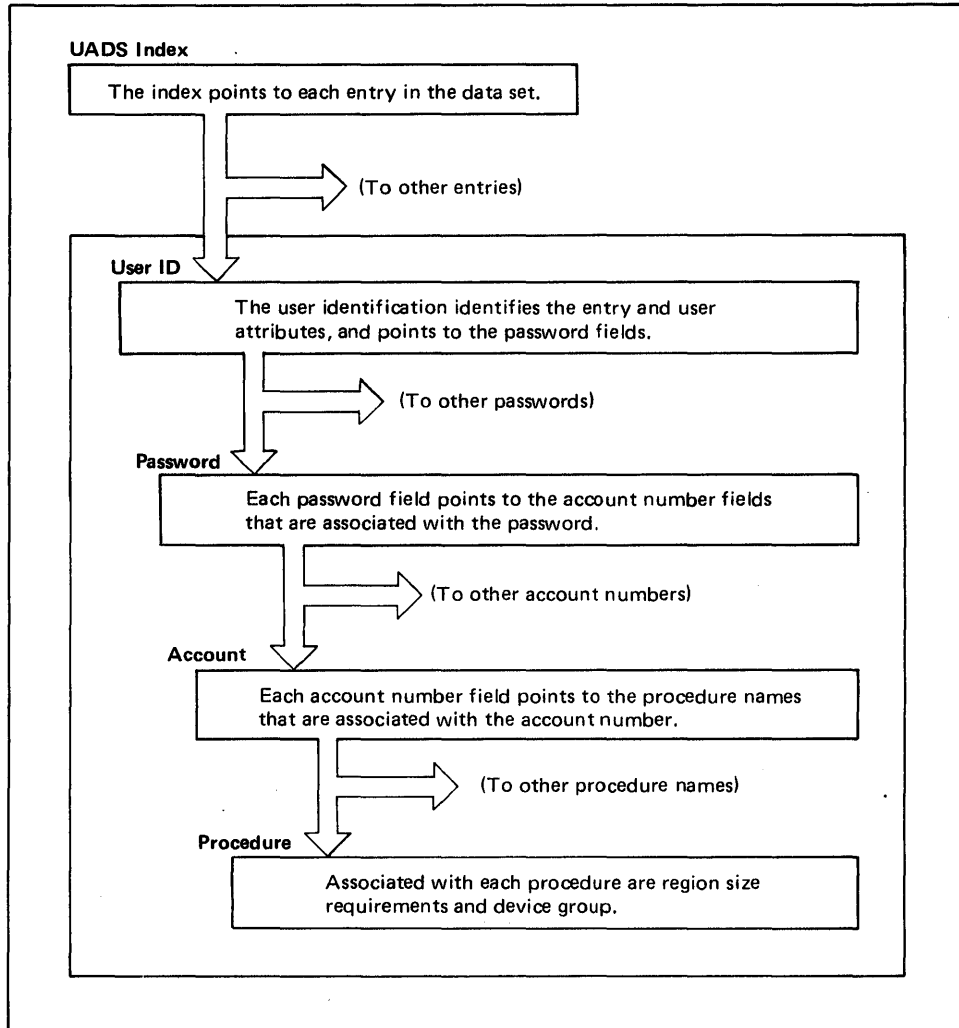 UADS Index
The index points to each entry in the data set.
(To other entries)
User ID
The user identification identifies the entry and user
attributes, and points to the password fields.
(To other passwords)
Password
Each password field points to the account number fields
that are associated with the password.
(To other account numbers)
Account
Each account number field points to the procedure names
that are associated with the account number.
(To other procedure names)
Procedure
Associated with each procedure are region size
requirements and device group.